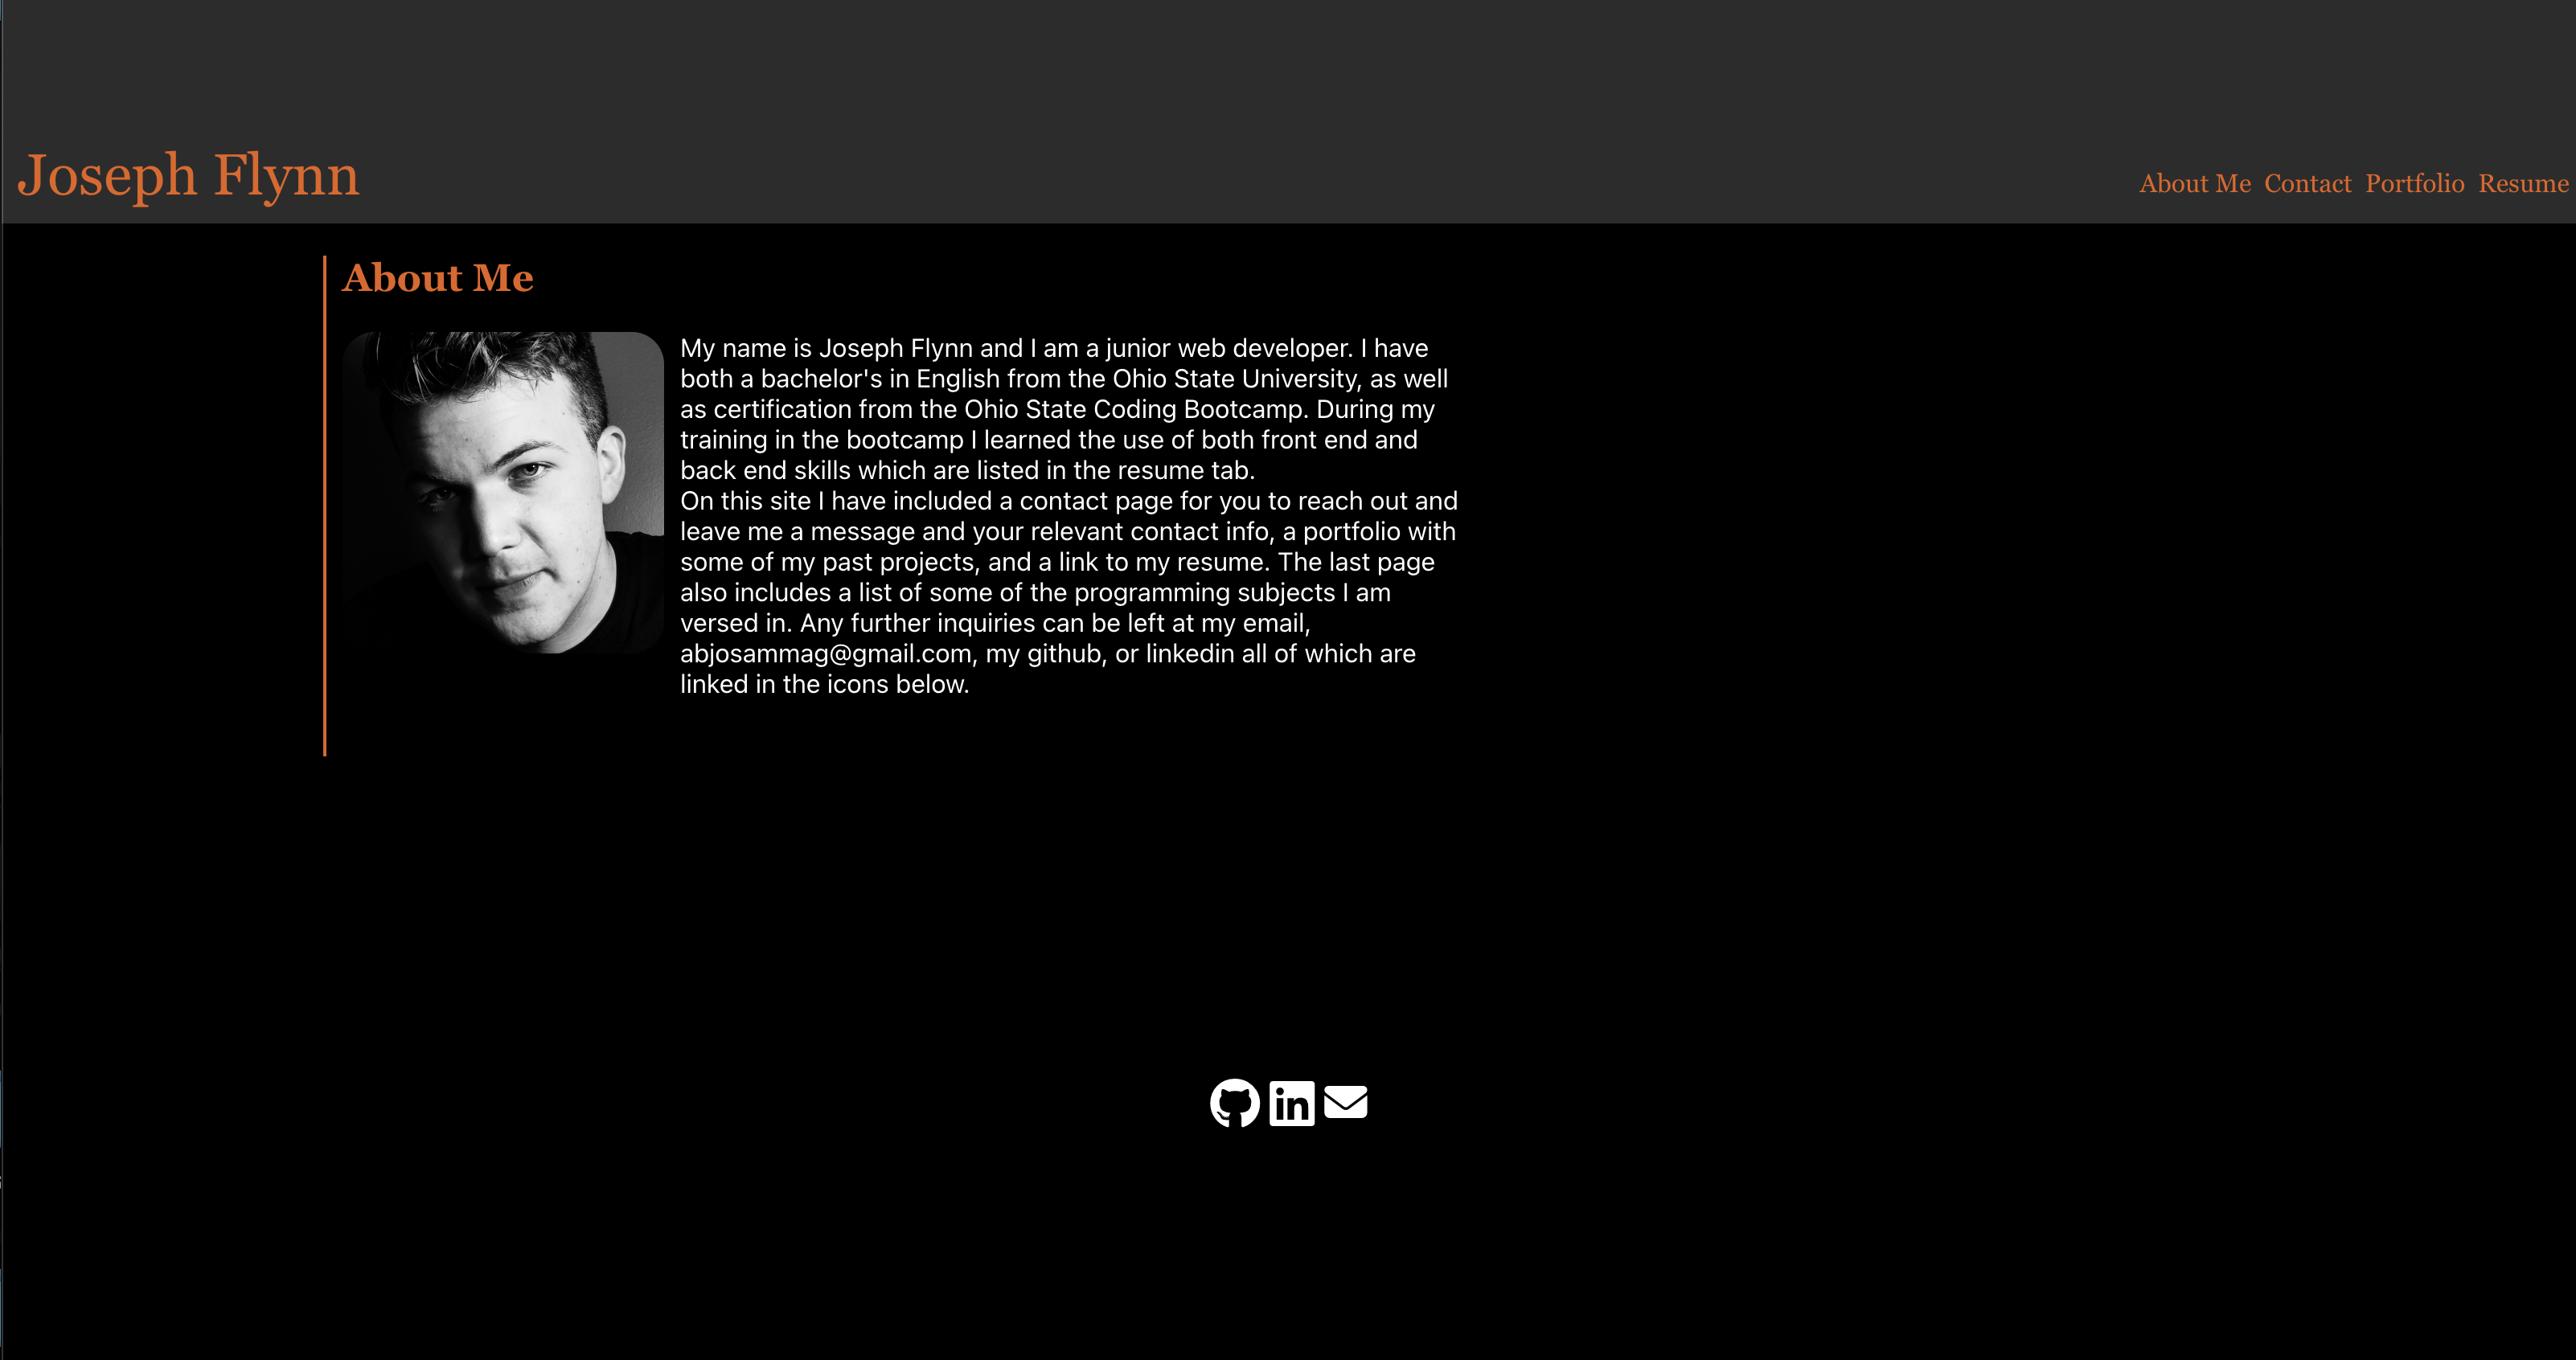 Joseph Flynn
About Me Contact Portfolio Resume
About Me
My name is Joseph Flynn and I am a junior web developer. I have
both a bachelor's in English from the Ohio State University, as well
as certification from the Ohio State Coding Bootcamp. During my
training in the bootcamp I learned the use of both front end and
back end skills which are listed in the resume tab.
On this site I have included a contact page for you to reach out and
leave me a message and your relevant contact info, a portfolio with
some of my past projects, and a link to my resume. The last page
also includes a list of some of the programming subjects I am
versed in. Any further inquiries can be left at my email,
abjosammag@gmail.com, my github, or linkedin all of which are
linked in the icons below.
in